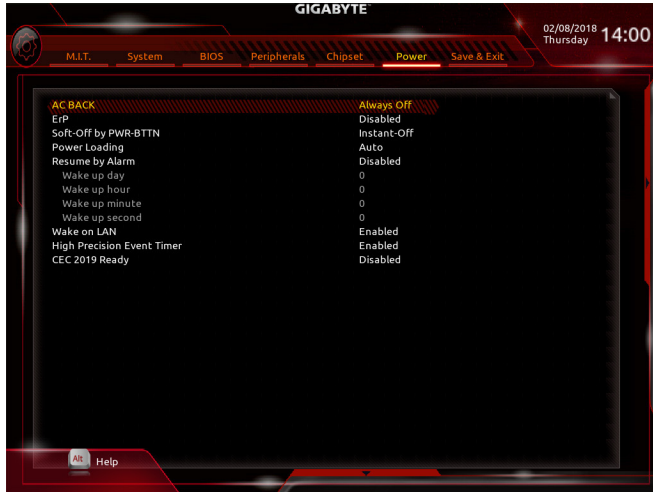 GIGABYTE™
02/08/2018 14:00
Thursday
M.I.T. System BIOS Peripherals Chipset Power Save & Exit
AC BACK Always Off
ErP Disabled
Soft-Off by PWR-BTTN Instant-Off
Power Loading Auto
Resume by Alarm Disabled
Wake up day 0
Wake up hour 0
Wake up minute 0
Wake up second 0
Wake on LAN Enabled
High Precision Event Timer Enabled
CEC 2019 Ready Disabled
Alt Help